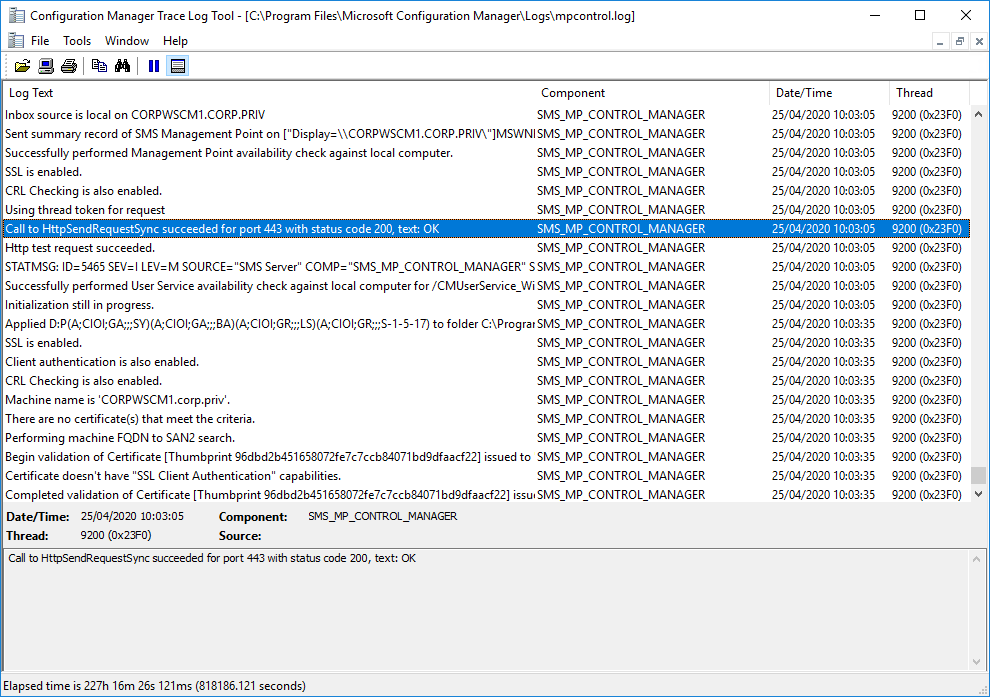 Configuration Manager Trace Log Tool - [C:\Program Files\Microsoft Configuration Manager\Logs\mpcontrol.log]
File Tools Window Help
Log Text Component Date/Time Thread
Inbox source is local on CORPWSCM1.CORP.PRIV SMS_MP_CONTROL_MANAGER 25/04/2020 10:03:05 9200 (0x23F0)
Sent summary record of SMS Management Point on ["Display=\\CORPWSCM1.CORP.PRIV\"]MSWNE SMS_MP_CONTROL_MANAGER 25/04/2020 10:03:05 9200 (0x23F0)
Successfully performed Management Point availability check against local computer. SMS_MP_CONTROL_MANAGER 25/04/2020 10:03:05 9200 (0x23F0)
SSL is enabled. SMS_MP_CONTROL_MANAGER 25/04/2020 10:03:05 9200 (0x23F0)
CRL Checking is also enabled. SMS_MP_CONTROL_MANAGER 25/04/2020 10:03:05 9200 (0x23F0)
Using thread token for request SMS_MP_CONTROL_MANAGER 25/04/2020 10:03:05 9200 (0x23F0)
Call to HttpSendRequestSync succeeded for port 443 with status code 200, text: OK SMS_MP_CONTROL_MANAGER 25/04/2020 10:03:05 9200 (0x23F0)
Http test request succeeded. SMS_MP_CONTROL_MANAGER 25/04/2020 10:03:05 9200 (0x23F0)
STATMSG: ID=5465 SEV=I LEV=M SOURCE="SMS Server" COMP="SMS_MP_CONTROL_MANAGER" S SMS_MP_CONTROL_MANAGER 25/04/2020 10:03:05 9200 (0x23F0)
Successfully performed User Service availability check against local computer for /CMUserService_Wi SMS_MP_CONTROL_MANAGER 25/04/2020 10:03:05 9200 (0x23F0)
Initialization still in progress. SMS_MP_CONTROL_MANAGER 25/04/2020 10:03:05 9200 (0x23F0)
Applied D:P(A;CIOI;GA;;;SY)(A;CIOI;GA;;;BA)(A;CIOI;GR;;;LS)(A;CIOI;GR;;;S-1-5-17) to folder C:\Program SMS_MP_CONTROL_MANAGER 25/04/2020 10:03:35 9200 (0x23F0)
SSL is enabled. SMS_MP_CONTROL_MANAGER 25/04/2020 10:03:35 9200 (0x23F0)
Client authentication is also enabled. SMS_MP_CONTROL_MANAGER 25/04/2020 10:03:35 9200 (0x23F0)
CRL Checking is also enabled. SMS_MP_CONTROL_MANAGER 25/04/2020 10:03:35 9200 (0x23F0)
Machine name is 'CORPWSCM1.corp.priv'. SMS_MP_CONTROL_MANAGER 25/04/2020 10:03:35 9200 (0x23F0)
There are no certificate(s) that meet the criteria. SMS_MP_CONTROL_MANAGER 25/04/2020 10:03:35 9200 (0x23F0)
Performing machine FQDN to SAN2 search. SMS_MP_CONTROL_MANAGER 25/04/2020 10:03:35 9200 (0x23F0)
Begin validation of Certificate [Thumbprint 96dbd2b451658072fe7c7ccb84071bd9dfaacf22] issued to SMS_MP_CONTROL_MANAGER 25/04/2020 10:03:35 9200 (0x23F0)
Certificate doesn't have "SSL Client Authentication" capabilities. SMS_MP_CONTROL_MANAGER 25/04/2020 10:03:35 9200 (0x23F0)
Completed validation of Certificate [Thumbprint 96dbd2b451658072fe7c7ccb84071bd9dfaacf22] issue SMS_MP_CONTROL_MANAGER 25/04/2020 10:03:35 9200 (0x23F0)
Date/Time: 25/04/2020 10:03:05 Component: SMS_MP_CONTROL_MANAGER
Thread: 9200 (0x23F0) Source:
Call to HttpSendRequestSync succeeded for port 443 with status code 200, text: OK
Elapsed time is 227h 16m 26s 121ms (818186.121 seconds)